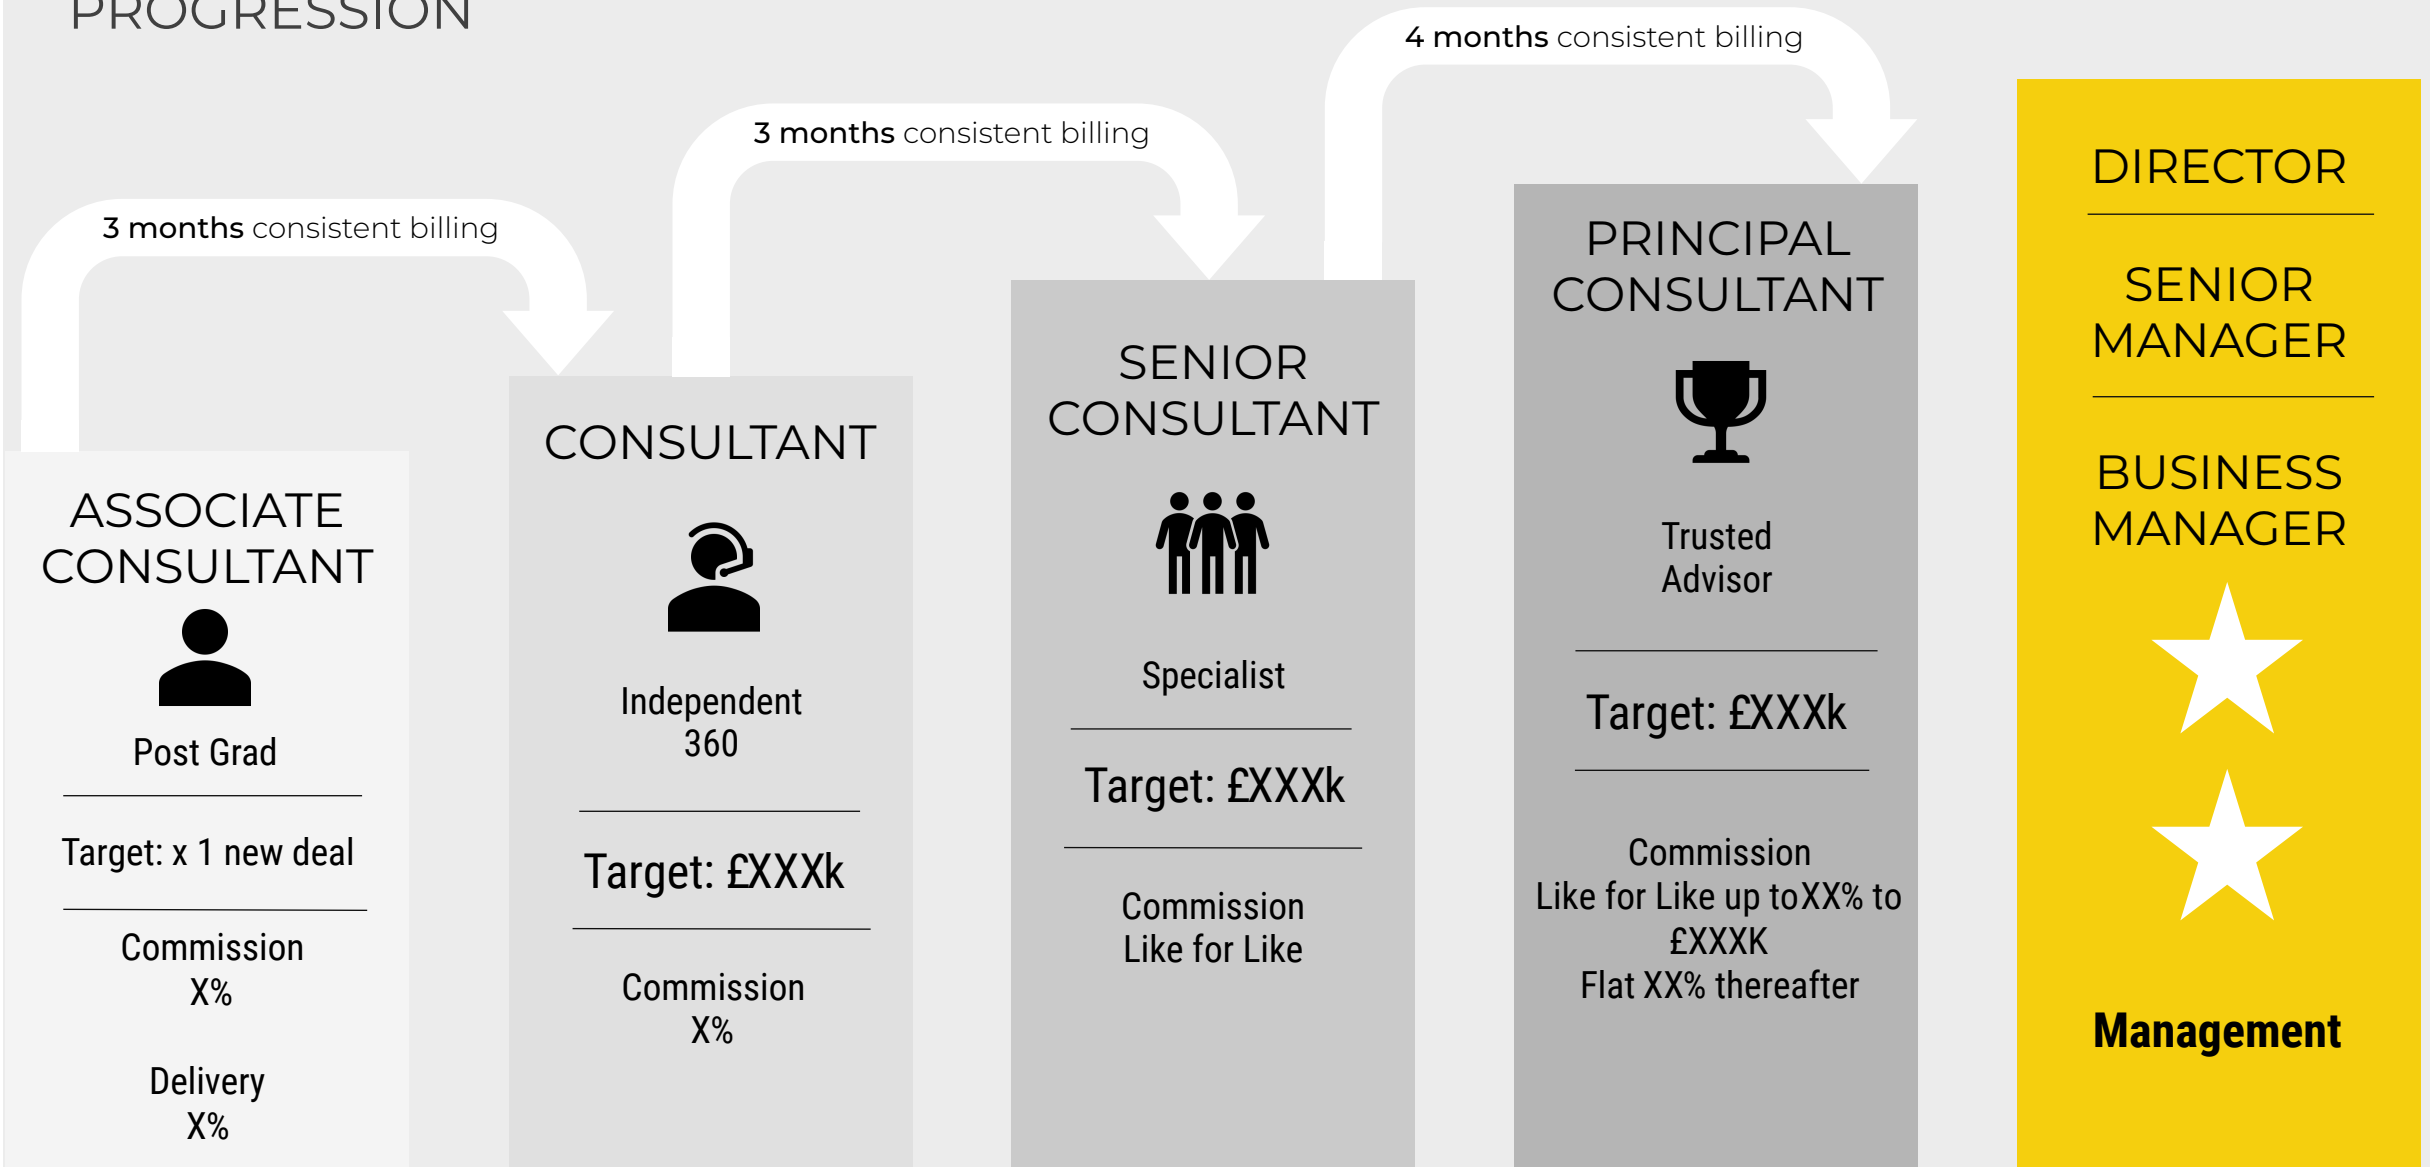 PROGRESSION
3 months consistent billing
3 months consistent billing
4 months consistent billing
ASSOCIATE
CONSULTANT
Post Grad
Target: x 1 new deal
Commission
X%
Delivery
X%
CONSULTANT
Independent
360
Target: £XXXk
Commission
X%
SENIOR
CONSULTANT
Specialist
Target: £XXXk
Commission
Like for Like
PRINCIPAL
CONSULTANT
Trusted
Advisor
Target: £XXXk
Commission
Like for Like up toXX% to
£XXXK
Flat XX% thereafter
DIRECTOR
SENIOR
MANAGER
BUSINESS
MANAGER
Management